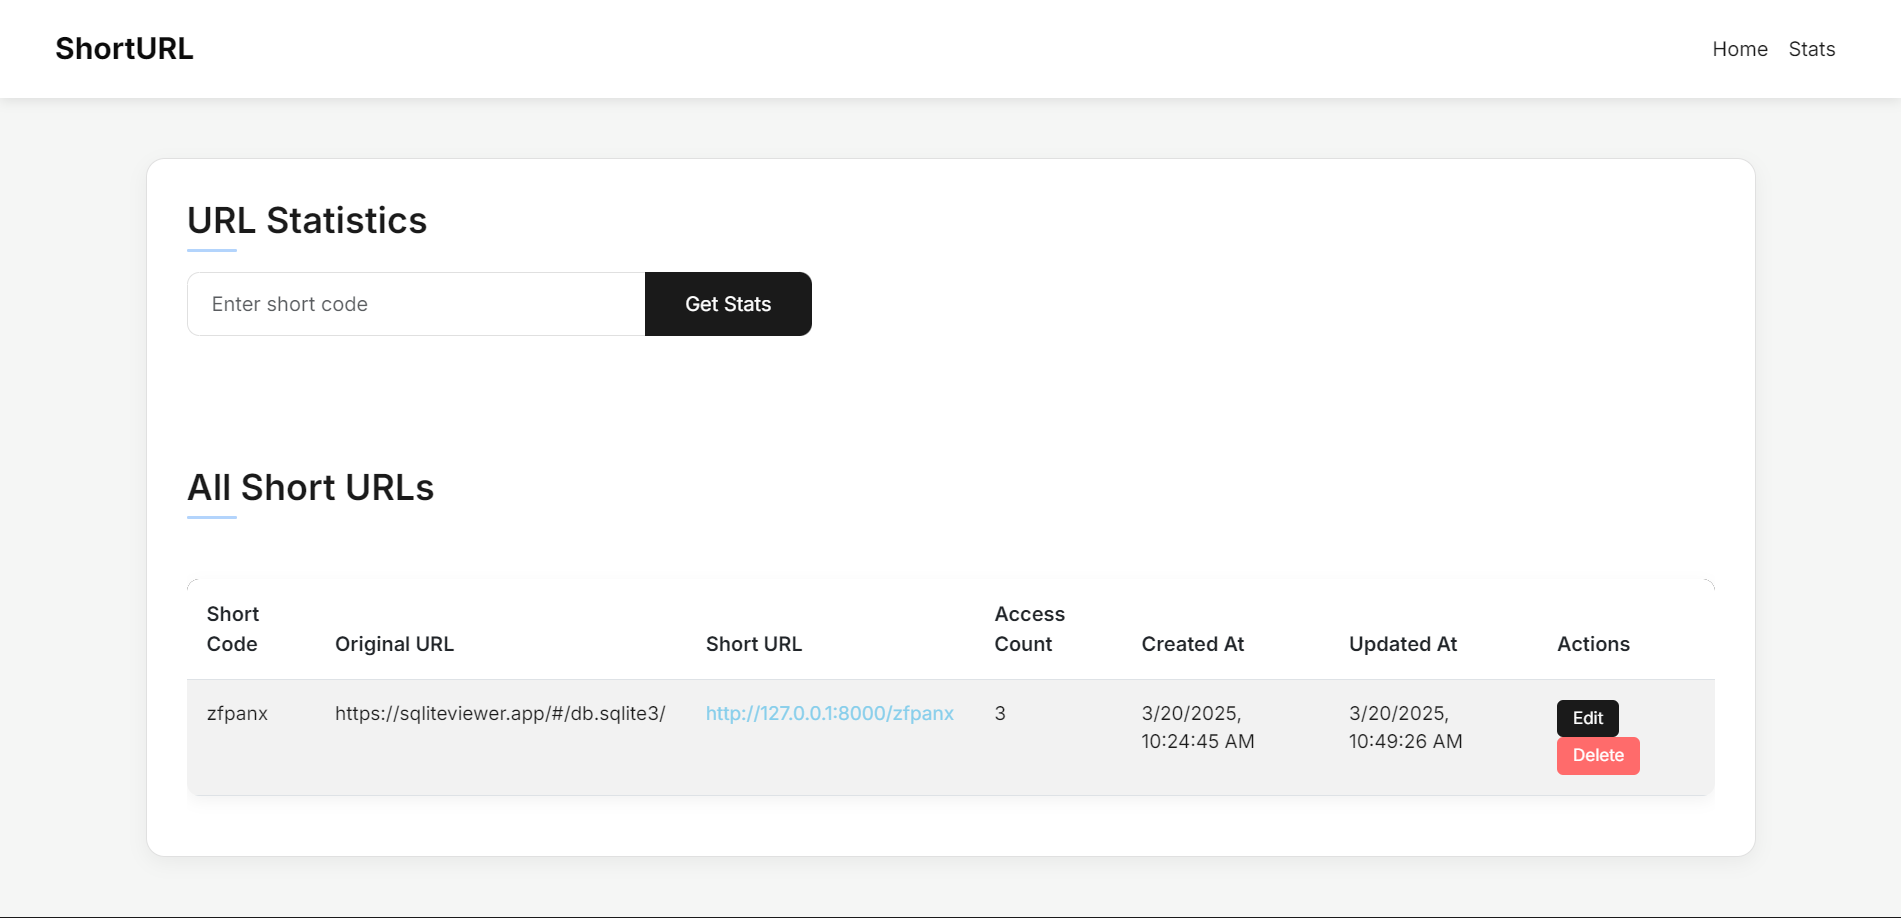 ShortURL
Home Stats
URL Statistics
Enter short code
Get Stats
All Short URLs
Short Code
Original URL
Short URL
Access Count
Created At
Updated At
Actions
zfpanx
https://sqliteviewer.app/#/db.sqlite3/
http://127.0.0.1:8000/zfpanx
3
3/20/2025,
10:24:45 AM
3/20/2025,
10:49:26 AM
Edit
Delete